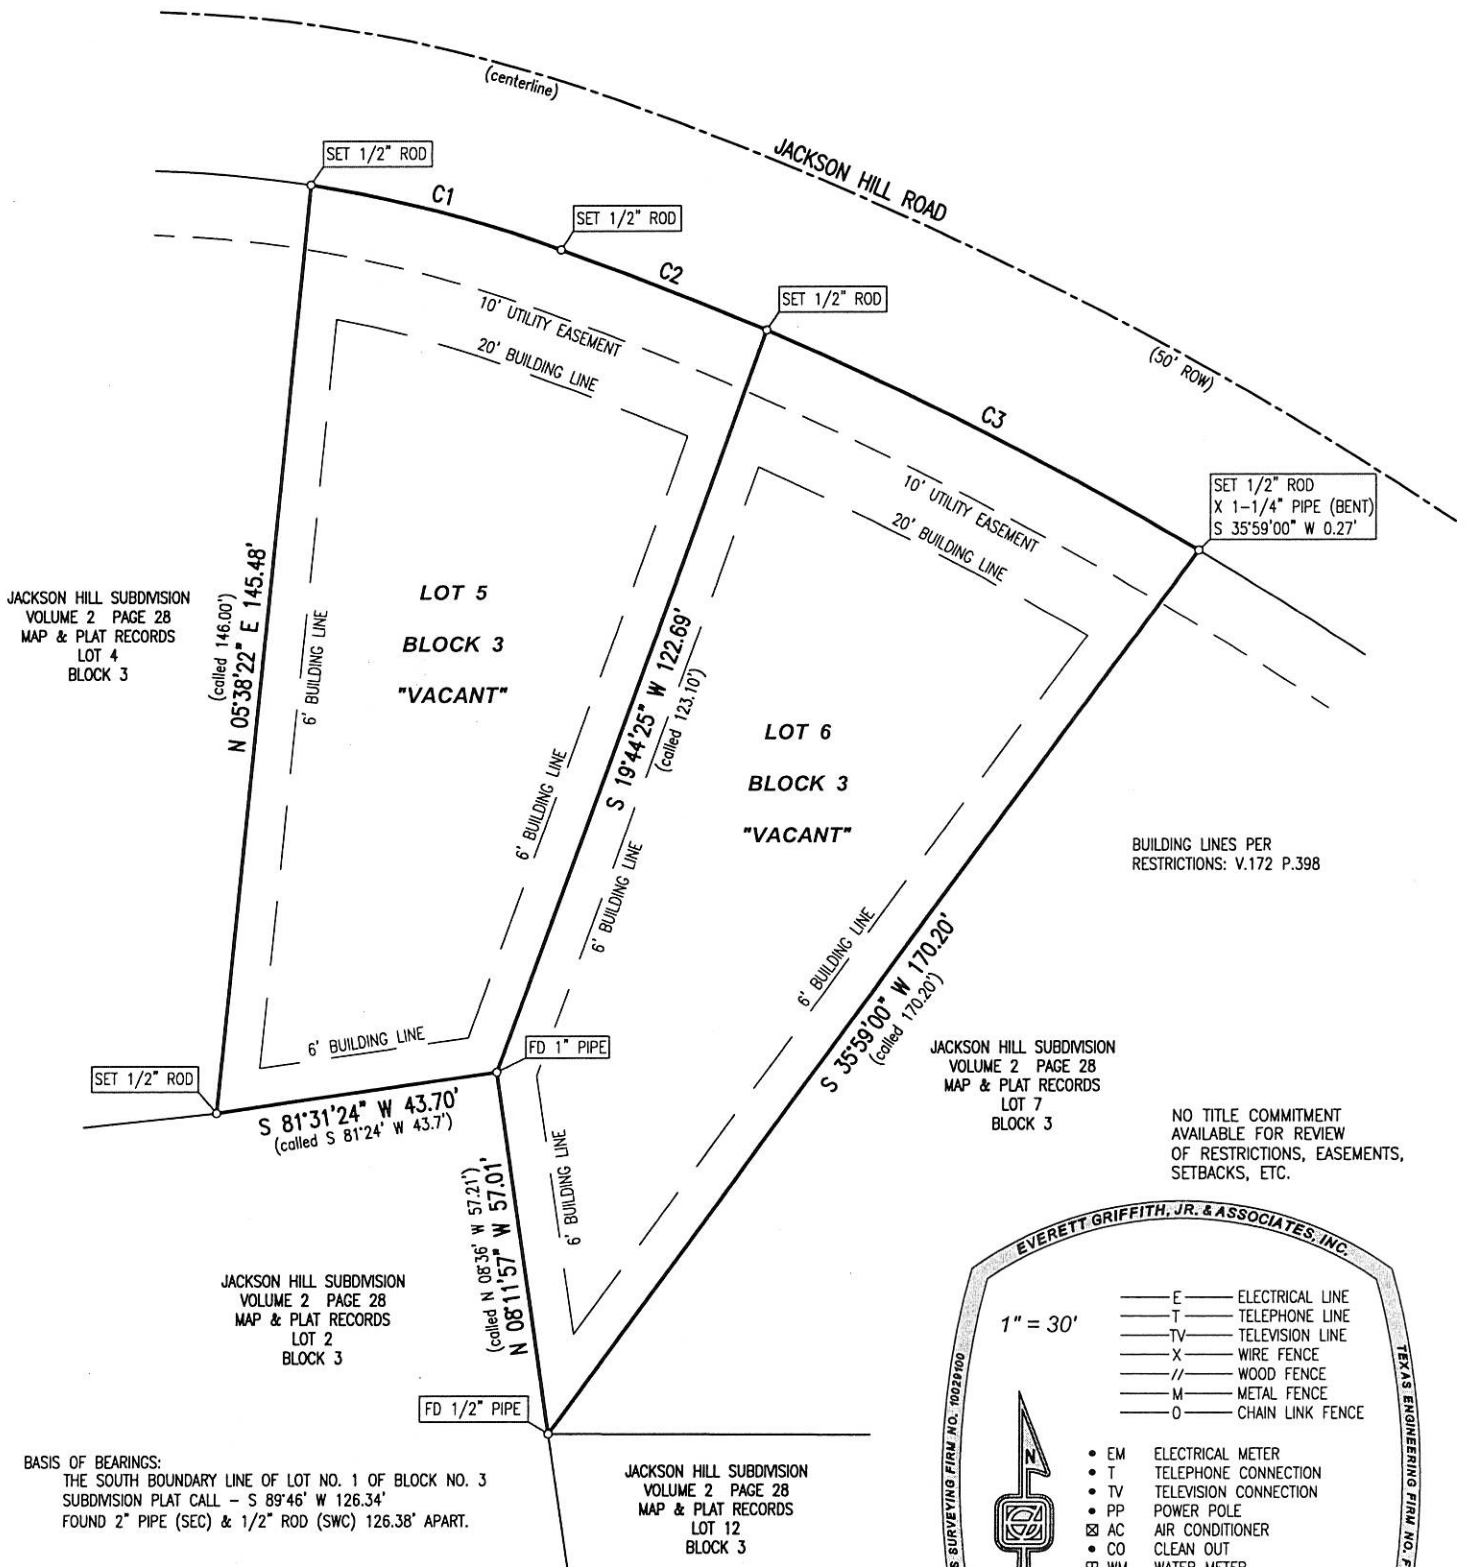 (centerline)
JACKSON HILL ROAD
SET 1/2" ROD
C1
SET 1/2" ROD
C2
SET 1/2" ROD
(50' ROW)
C3
10' UTILITY EASEMENT
20' BUILDING LINE
10' UTILITY EASEMENT
20' BUILDING LINE
SET 1/2" ROD
X 1-1/4" PIPE (BENT)
S 35°59'00" W 0.27'
JACKSON HILL SUBDIVISION
VOLUME 2 PAGE 28
MAP & PLAT RECORDS
LOT 4
BLOCK 3
(called 146.00')
N 05°38'22" E 145.48'
6' BUILDING LINE
LOT 5
BLOCK 3
"VACANT"
6' BUILDING LINE
S 19°44'25" W 122.69'
(called 123.10')
6' BUILDING LINE
LOT 6
BLOCK 3
"VACANT"
6' BUILDING LINE
S 35°59'00" W 170.20'
(called 170.20')
BUILDING LINES PER
RESTRICTIONS: V.172 P.398
6' BUILDING LINE
FD 1" PIPE
SET 1/2" ROD
S 81°31'24" W 43.70'
(called S 81°24' W 43.7')
JACKSON HILL SUBDIVISION
VOLUME 2 PAGE 28
MAP & PLAT RECORDS
LOT 7
BLOCK 3
NO TITLE COMMITMENT
AVAILABLE FOR REVIEW
OF RESTRICTIONS, EASEMENTS,
SETBACKS, ETC.
(called N 08°36' W 57.21')
N 08°11'57" W 57.01'
6' BUILDING LINE
JACKSON HILL SUBDIVISION
VOLUME 2 PAGE 28
MAP & PLAT RECORDS
LOT 2
BLOCK 3
FD 1/2" PIPE
BASIS OF BEARINGS:
THE SOUTH BOUNDARY LINE OF LOT NO. 1 OF BLOCK NO. 3
SUBDIVISION PLAT CALL - S 89°46' W 126.34'
FOUND 2" PIPE (SEC) & 1/2" ROD (SWC) 126.38' APART.
JACKSON HILL SUBDIVISION
VOLUME 2 PAGE 28
MAP & PLAT RECORDS
LOT 12
BLOCK 3
EVERETT GRIFFITH, JR. & ASSOCIATES, INC.
S SURVEYING FIRM NO. 10029100
TEXAS ENGINEERING FIRM NO. F
1" = 30'
N
E ELECTRICAL LINE
T TELEPHONE LINE
TV TELEVISION LINE
X WIRE FENCE
// WOOD FENCE
M METAL FENCE
O CHAIN LINK FENCE
• EM ELECTRICAL METER
• T TELEPHONE CONNECTION
• TV TELEVISION CONNECTION
• PP POWER POLE
⊠ AC AIR CONDITIONER
• CO CLEAN OUT
⊞ WM WATER METER